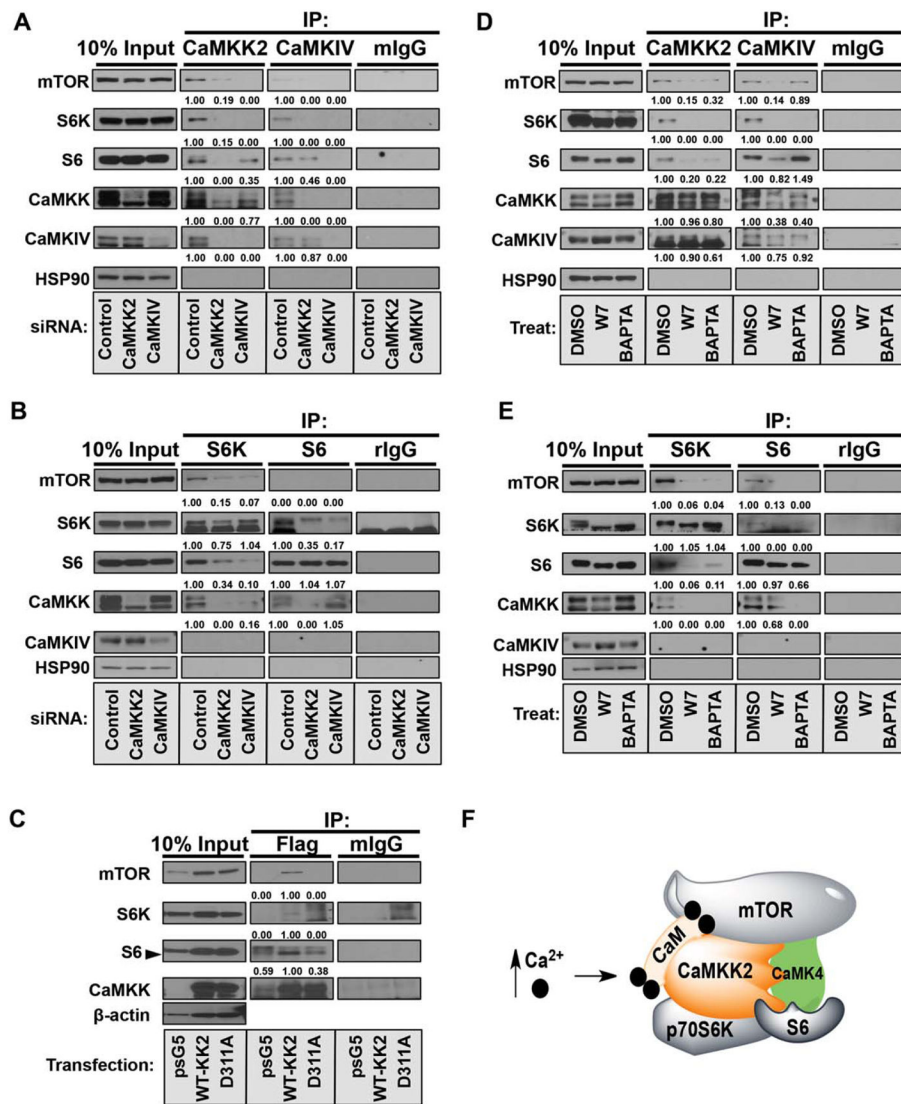 A
IP:
10% Input CaMKK2 CaMKIV mIgG
mTOR
1.00 0.19 0.00 1.00 0.00 0.00
S6K
1.00 0.15 0.00 1.00 0.00 0.00
S6
1.00 0.00 0.35 1.00 0.46 0.00
CaMKK
1.00 0.00 0.77 1.00 0.00 0.00
CaMKIV
1.00 0.00 0.00 1.00 0.87 0.00
HSP90
siRNA: Control CaMKK2 CaMKIV Control CaMKK2 CaMKIV Control CaMKK2 CaMKIV Control CaMKK2 CaMKIV
B
IP:
10% Input S6K S6 rIgG
mTOR
1.00 0.15 0.07 0.00 0.00 0.00
S6K
1.00 0.75 1.04 1.00 0.35 0.17
S6
1.00 0.34 0.10 1.00 1.04 1.07
CaMKK
1.00 0.00 0.16 1.00 0.00 1.05
CaMKIV
HSP90
siRNA: Control CaMKK2 CaMKIV Control CaMKK2 CaMKIV Control CaMKK2 CaMKIV Control CaMKK2 CaMKIV
C
IP:
10% Input Flag mIgG
mTOR
0.00 1.00 0.00
S6K
0.00 1.00 0.00
S6
0.59 1.00 0.38
CaMKK
β-actin
Transfection: psG5 WT-KK2 D311A psG5 WT-KK2 D311A psG5 WT-KK2 D311A
D
IP:
10% Input CaMKK2 CaMKIV mIgG
mTOR
1.00 0.15 0.32 1.00 0.14 0.89
S6K
1.00 0.00 0.00 1.00 0.00 0.00
S6
1.00 0.20 0.22 1.00 0.82 1.49
CaMKK
1.00 0.96 0.80 1.00 0.38 0.40
CaMKIV
1.00 0.90 0.61 1.00 0.75 0.92
HSP90
Treat: DMSO W7 BAPTA DMSO W7 BAPTA DMSO W7 BAPTA DMSO W7 BAPTA
E
IP:
10% Input S6K S6 rIgG
mTOR
1.00 0.06 0.04 1.00 0.13 0.00
S6K
1.00 1.05 1.04 1.00 0.00 0.00
S6
1.00 0.06 0.11 1.00 0.97 0.66
CaMKK
1.00 0.00 0.00 1.00 0.68 0.00
CaMKIV
HSP90
Treat: DMSO W7 BAPTA DMSO W7 BAPTA DMSO W7 BAPTA DMSO W7 BAPTA
F
mTOR
Ca2+
CaM
CaMKK2
CaMK4
p70S6K
S6